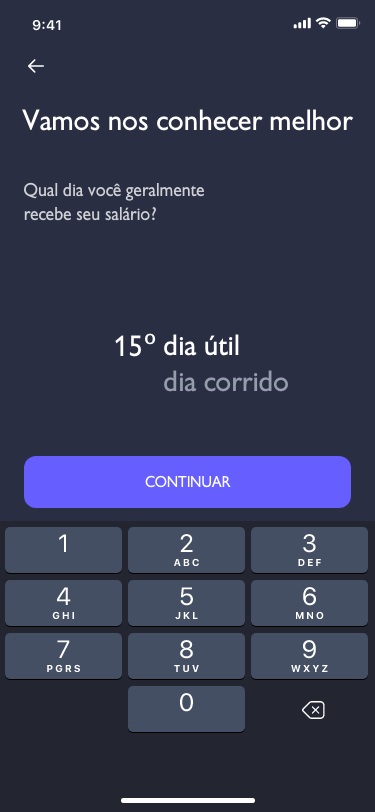 9:41
Vamos nos conhecer melhor
Qual dia você geralmente
recebe seu salário?
15º dia útil
dia corrido
CONTINUAR
1 2 3
ABC DEF
4 5 6
GHI JKL MNO
7 8 9
PGRS TUV WXYZ
0